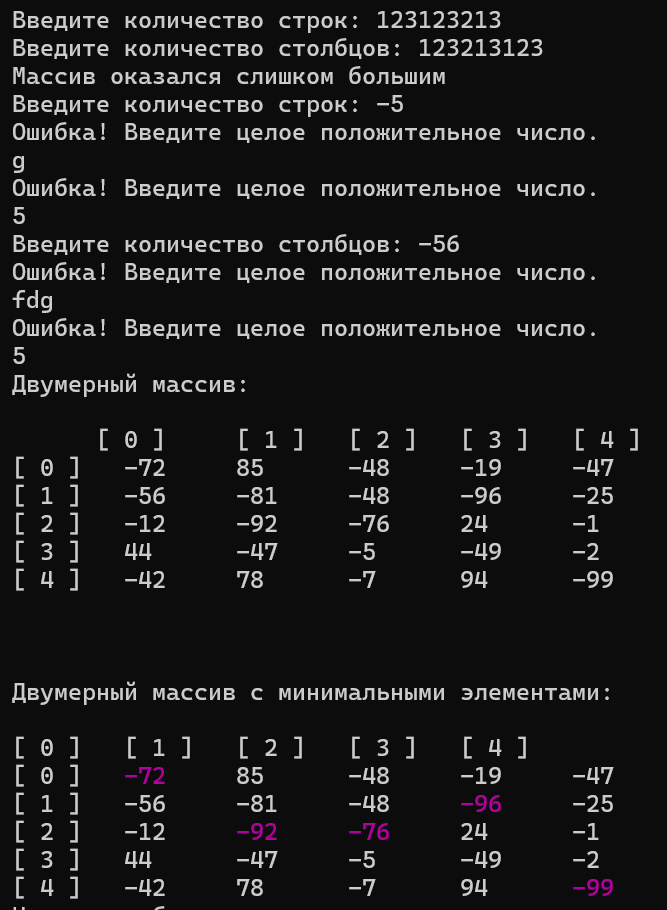 Введите количество строк: 123123213
Введите количество столбцов: 123213123
Массив оказался слишком большим
Введите количество строк: -5
Ошибка! Введите целое положительное число.
g
Ошибка! Введите целое положительное число.
5
Введите количество столбцов: -56
Ошибка! Введите целое положительное число.
fdg
Ошибка! Введите целое положительное число.
5
Двумерный массив:
[ 0 ] [ 1 ] [ 2 ] [ 3 ] [ 4 ]
[ 0 ] -72 85 -48 -19 -47
[ 1 ] -56 -81 -48 -96 -25
[ 2 ] -12 -92 -76 24 -1
[ 3 ] 44 -47 -5 -49 -2
[ 4 ] -42 78 -7 94 -99
Двумерный массив с минимальными элементами:
[ 0 ] [ 1 ] [ 2 ] [ 3 ] [ 4 ]
[ 0 ] -72 85 -48 -19 -47
[ 1 ] -56 -81 -48 -96 -25
[ 2 ] -12 -92 -76 24 -1
[ 3 ] 44 -47 -5 -49 -2
[ 4 ] -42 78 -7 94 -99